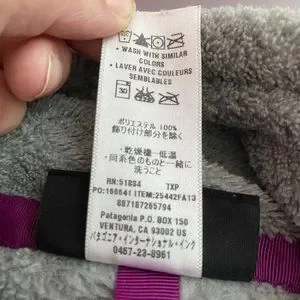 • WASH WITH SIMILAR
COLORS
• LAVER AVEC COULEURS
SEMBLABLES
30
ポリエステル 100%
飾り付け部分を除く
・乾燥機-低温
・同系色のものと一緒に
洗うこと
RN:51884 TXP
PO:166641 ITEM:25442FA13
887187265794
Patagonia P.O. BOX 150
VENTURA, CA 93002 US
パタゴニア・インターナショナル・インク
0467-23-8961